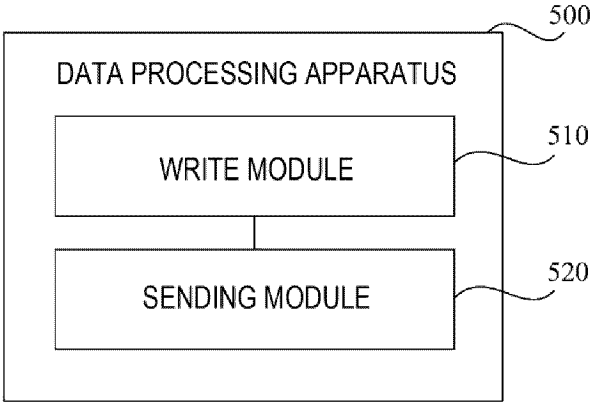 500
DATA PROCESSING APPARATUS
WRITE MODULE
510
SENDING MODULE
520